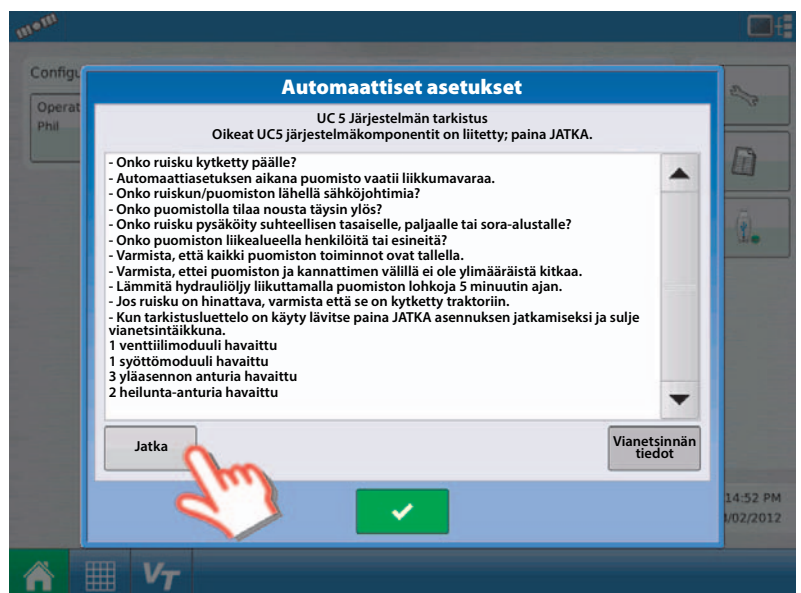 Configu
Operat
Phil
Automaattiset asetukset
UC 5 Järjestelmän tarkistus
Oikeat UC5 järjestelmäkomponentit on liitetty; paina JATKA.
- Onko ruisku kytketty päälle?
- Automaattiasetuksen aikana puomisto vaatii liikkumavaraa.
- Onko ruiskun/puomiston lähellä sähköjohtimia?
- Onko puomistolla tilaa nousta täysin ylös?
- Onko ruisku pysäköity suhteellisen tasaiselle, paljaalle tai sora-alustalle?
- Onko puomiston liikealueella henkilöitä tai esineitä?
- Varmista, että kaikki puomiston toiminnot ovat tallella.
- Varmista, ettei puomiston ja kannattimen välillä ei ole ylimääräistä kitkaa.
- Lämmitä hydrauliöljy liikuttamalla puomiston lohkoja 5 minuutin ajan.
- Jos ruisku on hinattava, varmista että se on kytketty traktoriin.
- Kun tarkistusluettelo on käyty lävitse paina JATKA asennuksen jatkamiseksi ja sulje
vianetsintäikkuna.
1 venttiilimoduuli havaittu
1 syöttömoduuli havaittu
3 yläasennon anturia havaittu
2 heilunta-anturia havaittu
Jatka
Vianetsinnän
tiedot
14:52 PM
/02/2012
VT